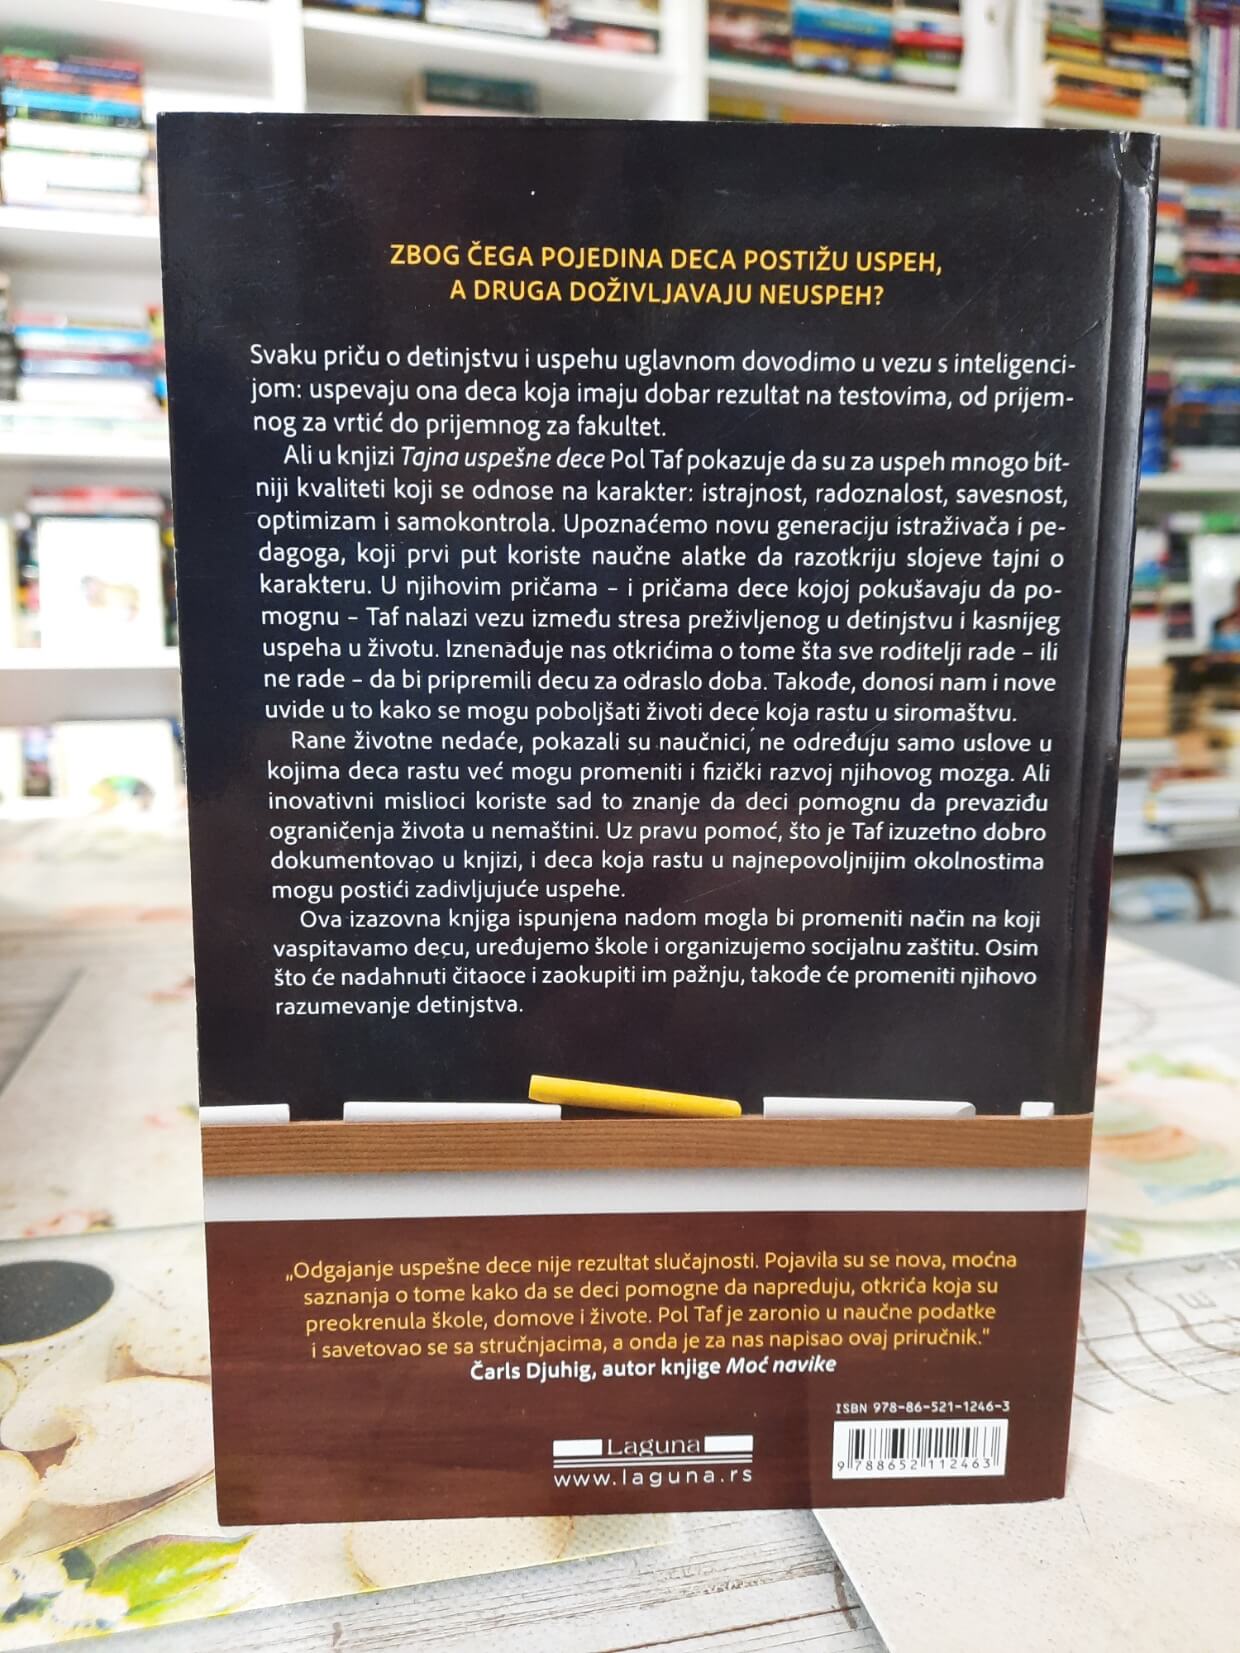 ZBOG ČEGA POJEDINA DECA POSTIŽU USPEH,
A DRUGA DOŽIVLJAVAJU NEUSPEH?
Svaku priču o detinjstvu i uspehu uglavnom dovodimo u vezu s inteligenci-
jom: uspevaju ona deca koja imaju dobar rezultat na testovima, od prijem-
nog za vrtić do prijemnog za fakultet.
Ali u knjizi Tajna uspešne dece Pol Taf pokazuje da su za uspeh mnogo bit-
niji kvaliteti koji se odnose na karakter: istrajnost, radoznalost, savesnost,
optimizam i samokontrola. Upoznaćemo novu generaciju istraživača i pe-
dagoga, koji prvi put koriste naučne alatke da razotkriju slojeve tajni o
karakteru. U njihovim pričama – i pričama dece kojoj pokušavaju da po-
mognu – Taf nalazi vezu između stresa preživljenog u detinjstvu i kasnijeg
uspeha u životu. Iznenađuje nas otkrićima o tome šta sve roditelji rade – ili
ne rade – da bi pripremili decu za odraslo doba. Takođe, donosi nam i nove
uvide u to kako se mogu poboljšati životi dece koja rastu u siromaštvu.
Rane životne nedaće, pokazali su naučnici, ne određuju samo uslove u
kojima deca rastu već mogu promeniti i fizički razvoj njihovog mozga. Ali
inovativni mislioci koriste sad to znanje da deci pomognu da prevaziđu
ograničenja života u nemaštini. Uz pravu pomoć, što je Taf izuzetno dobro
dokumentovao u knjizi, i deca koja rastu u najnepovoljnijim okolnostima
mogu postići zadivljujuće uspehe.
Ova izazovna knjiga ispunjena nadom mogla bi promeniti način na koji
vaspitavamo decu, uređujemo škole i organizujemo socijalnu zaštitu. Osim
što će nadahnuti čitaoce i zaokupiti im pažnju, takođe će promeniti njihovo
razumevanje detinjstva.
„Odgajanje uspešne dece nije rezultat slučajnosti. Pojavila su se nova, moćna
saznanja o tome kako da se deci pomogne da napreduju, otkrića koja su
preokrenula škole, domove i živote. Pol Taf je zaronio u naučne podatke
i savetovao se sa stručnjacima, a onda je za nas napisao ovaj priručnik."
Čarls Djuhig, autor knjige Moć navike
ISBN 978-86-521-1246-3
Laguna
www.laguna.rs
9 788652 112463